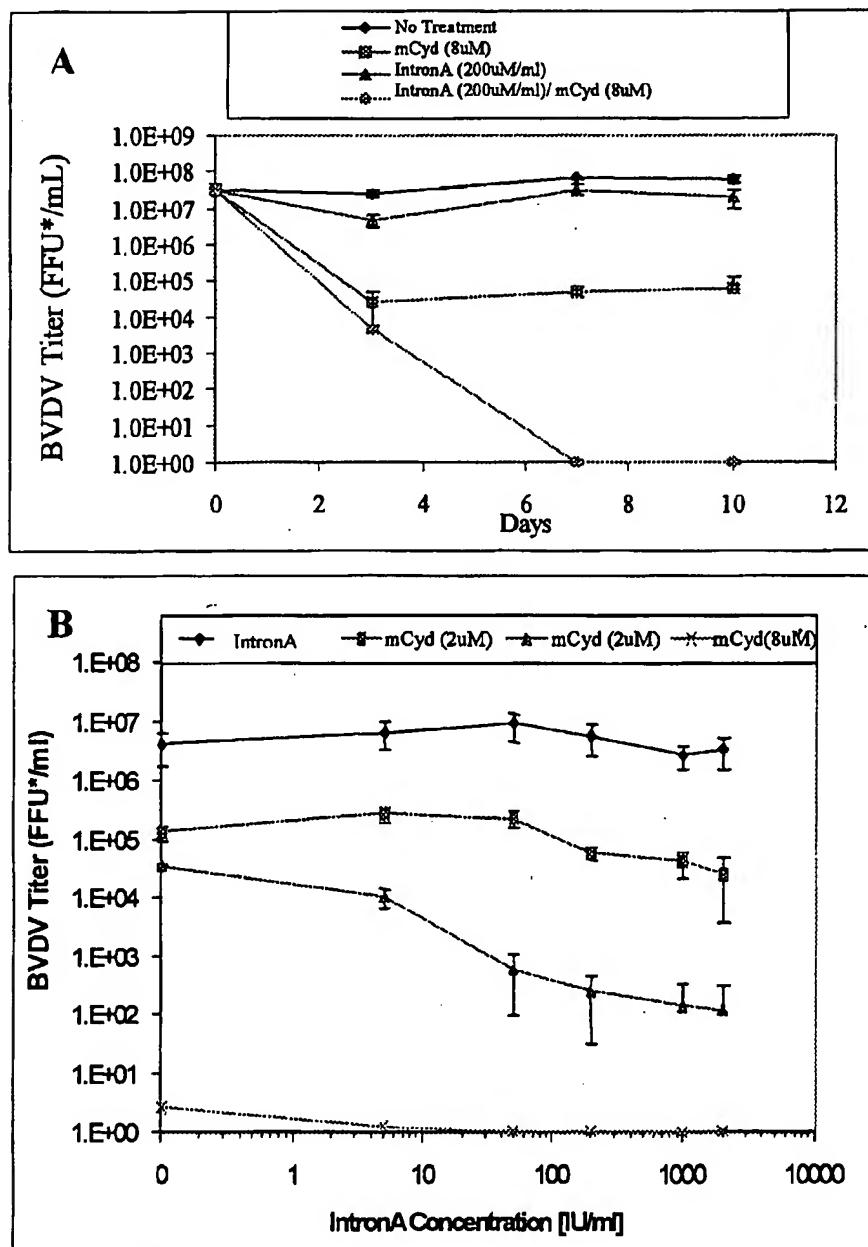 No Treatment
mCyd (8uM)
IntronA (200uM/ml)
IntronA (200uM/ml)/ mCyd (8uM)
A
1.0E+09
1.0E+08
1.0E+07
1.0E+06
1.0E+05
1.0E+04
1.0E+03
1.0E+02
1.0E+01
1.0E+00
BVDV Titer (FFU*/mL)
0 2 4 6 8 10 12
Days
B
IntronA mCyd (2uM) mCyd (2uM) mCyd(8uM)
1.E+08
1.E+07
1.E+06
1.E+05
1.E+04
1.E+03
1.E+02
1.E+01
1.E+00
BVDV Titer (FFU*/ml)
0 1 10 100 1000 10000
IntronA Concentration [IU/ml]